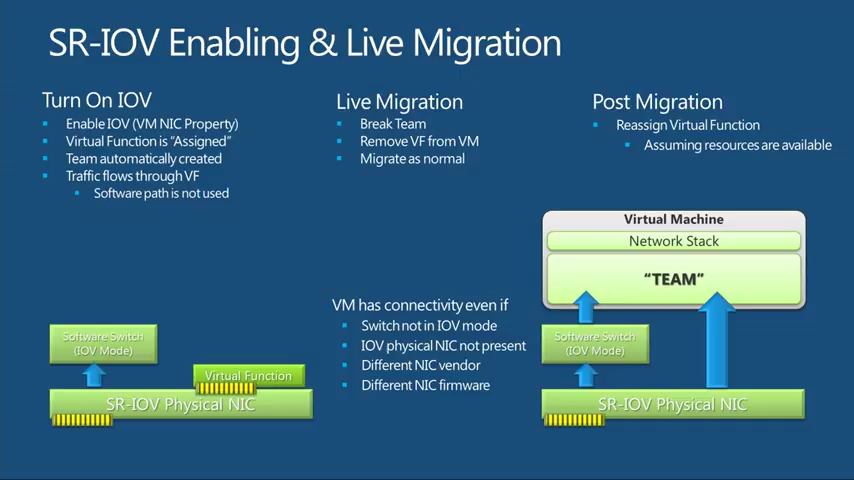 SR-IOV Enabling & Live Migration
Turn On IOV
Enable IOV (VM NIC Property)
Virtual Function is "Assigned"
Team automatically created
Traffic flows through VF
Software path is not used
Live Migration
Break Team
Remove VF from VM
Migrate as normal
Post Migration
Reassign Virtual Function
Assuming resources are available
VM has connectivity even if
Switch not in IOV mode
IOV physical NIC not present
Different NIC vendor
Different NIC firmware
Software Switch
(IOV Mode)
Virtual Function
SR-IOV Physical NIC
Virtual Machine
Network Stack
“TEAM”
Software Switch
(IOV Mode)
SR-IOV Physical NIC